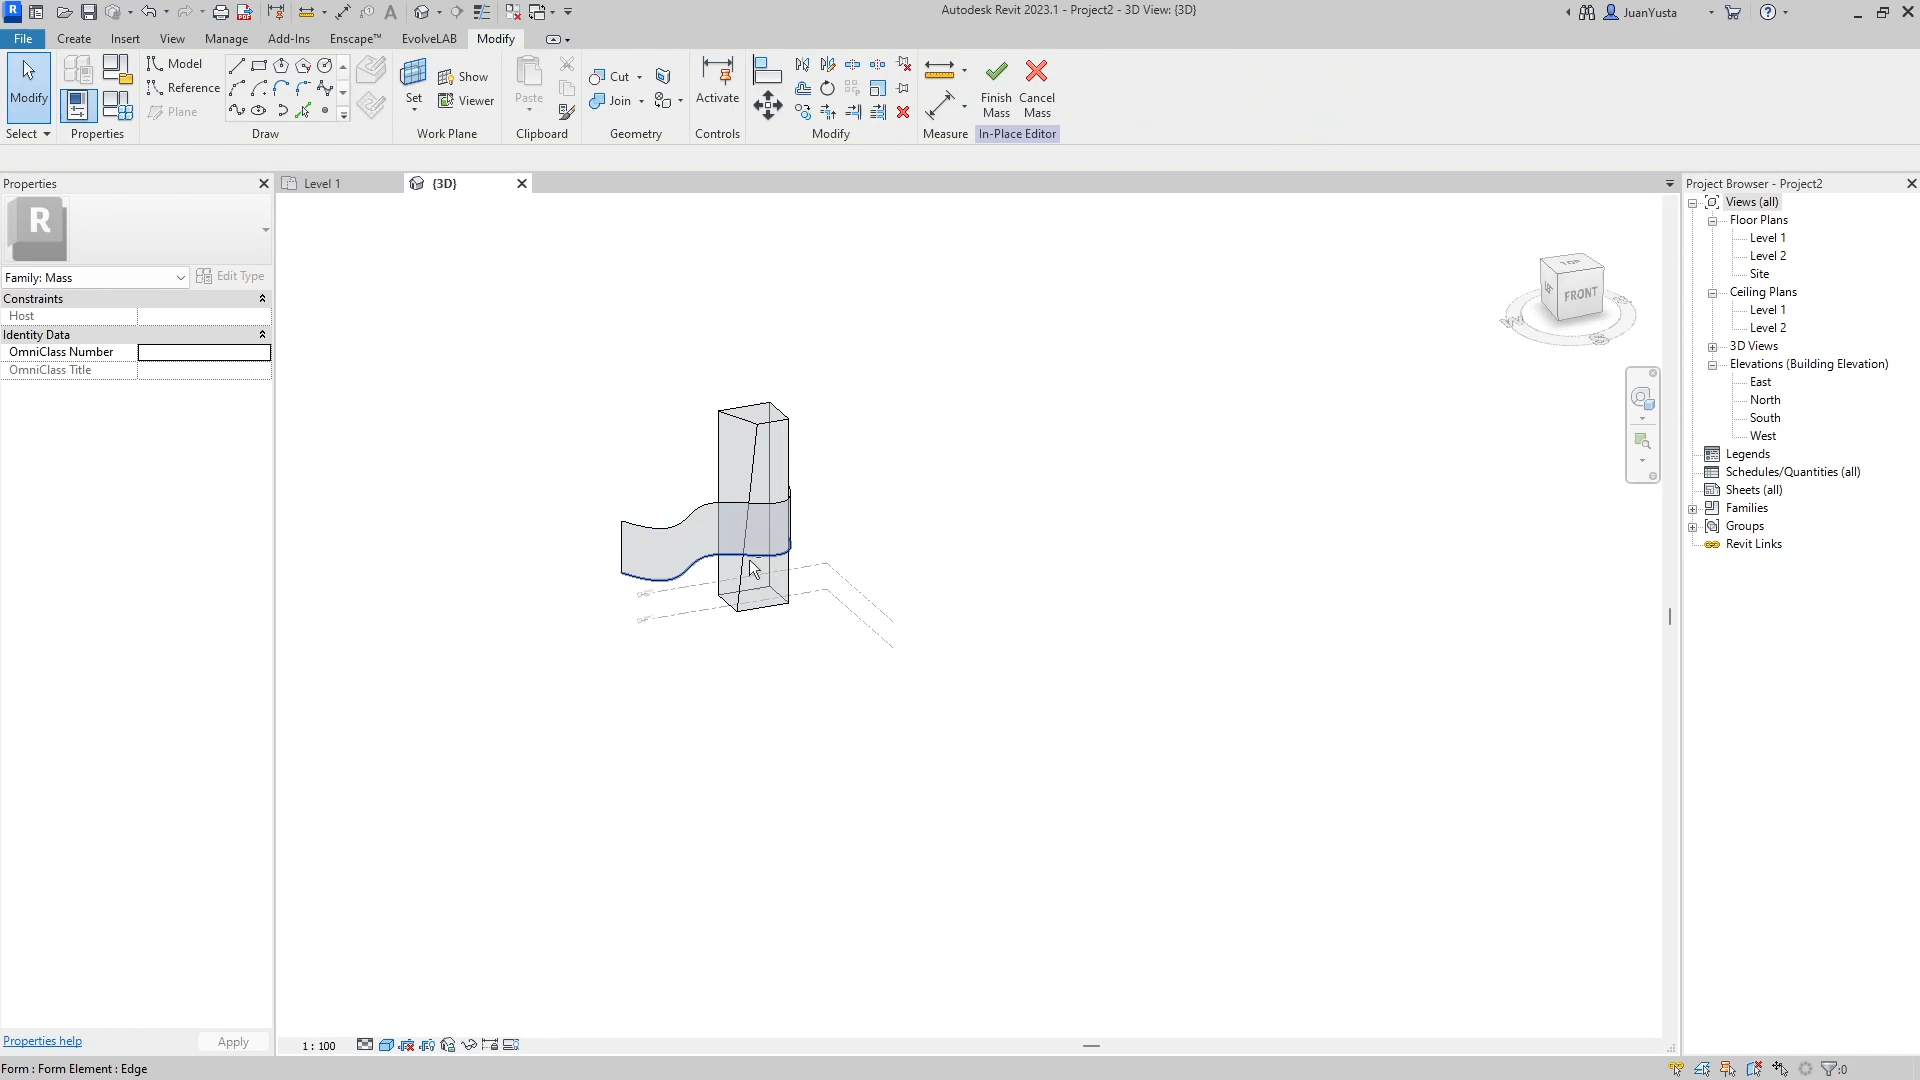 Autodesk Revit 2023.1 - Project2 - 3D View: {3D}
JuanYusta
File Create Insert View Manage Add-Ins Enscape™ EvolveLAB Modify
Modify
Select
Properties
Model
Reference
Plane
Draw
Set
Show
Viewer
Work Plane
Paste
Clipboard
Cut
Join
Geometry
Activate
Controls
Modify
Measure
Finish Mass
Cancel Mass
In-Place Editor
Properties
R
Family: Mass
Edit Type
Constraints
Host
Identity Data
OmniClass Number
OmniClass Title
Properties help
Apply
Level 1
{3D}
TOP
FRONT
1 : 100
Project Browser - Project2
Views (all)
Floor Plans
Level 1
Level 2
Site
Ceiling Plans
Level 1
Level 2
3D Views
Elevations (Building Elevation)
East
North
South
West
Legends
Schedules/Quantities (all)
Sheets (all)
Families
Groups
Revit Links
Form : Form Element : Edge
:0